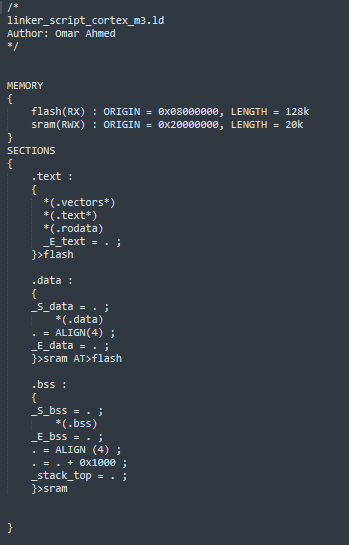 /*
linker_script_cortex_m3.ld
Author: Omar Ahmed
*/
MEMORY
{
flash(RX) : ORIGIN = 0x08000000, LENGTH = 128k
sram(RWX) : ORIGIN = 0x20000000, LENGTH = 20k
}
SECTIONS
{
.text :
{
*(.vectors*)
*(.text*)
*(.rodata)
_E_text = . ;
}>flash
.data :
{
_S_data = . ;
*(.data)
. = ALIGN(4) ;
_E_data = . ;
}>sram AT>flash
.bss :
{
_S_bss = . ;
*(.bss)
_E_bss = . ;
. = ALIGN (4) ;
. = . + 0x1000 ;
_stack_top = . ;
}>sram
}